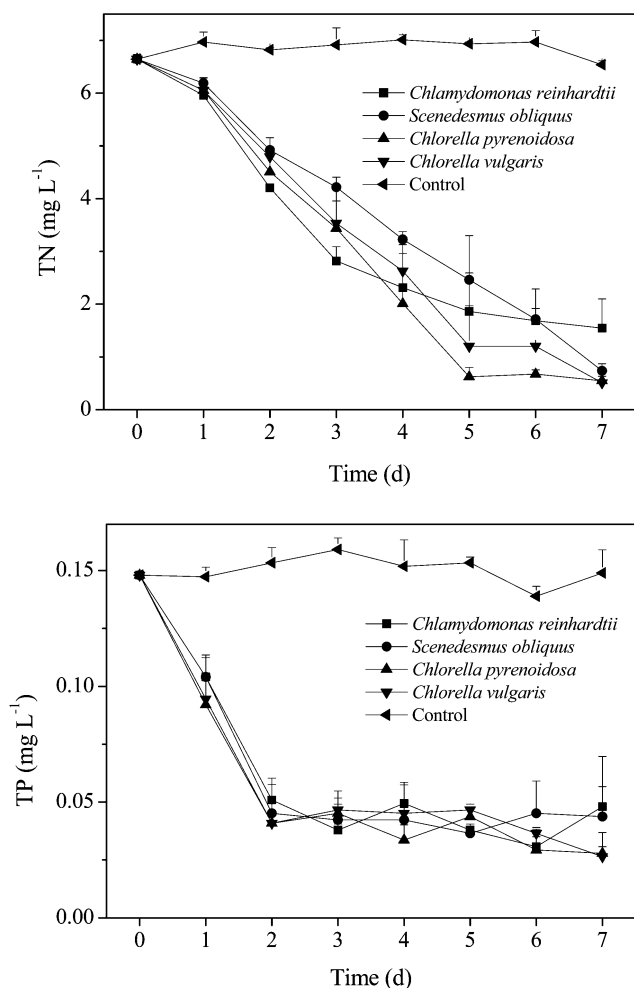 6
4
2
0
TN (mg L⁻¹)
Chlamydomonas reinhardtii
Scenedesmus obliquus
Chlorella pyrenoidosa
Chlorella vulgaris
Control
0 1 2 3 4 5 6 7
Time (d)
0.15
0.10
0.05
0.00
TP (mg L⁻¹)
Chlamydomonas reinhardtii
Scenedesmus obliquus
Chlorella pyrenoidosa
Chlorella vulgaris
Control
0 1 2 3 4 5 6 7
Time (d)